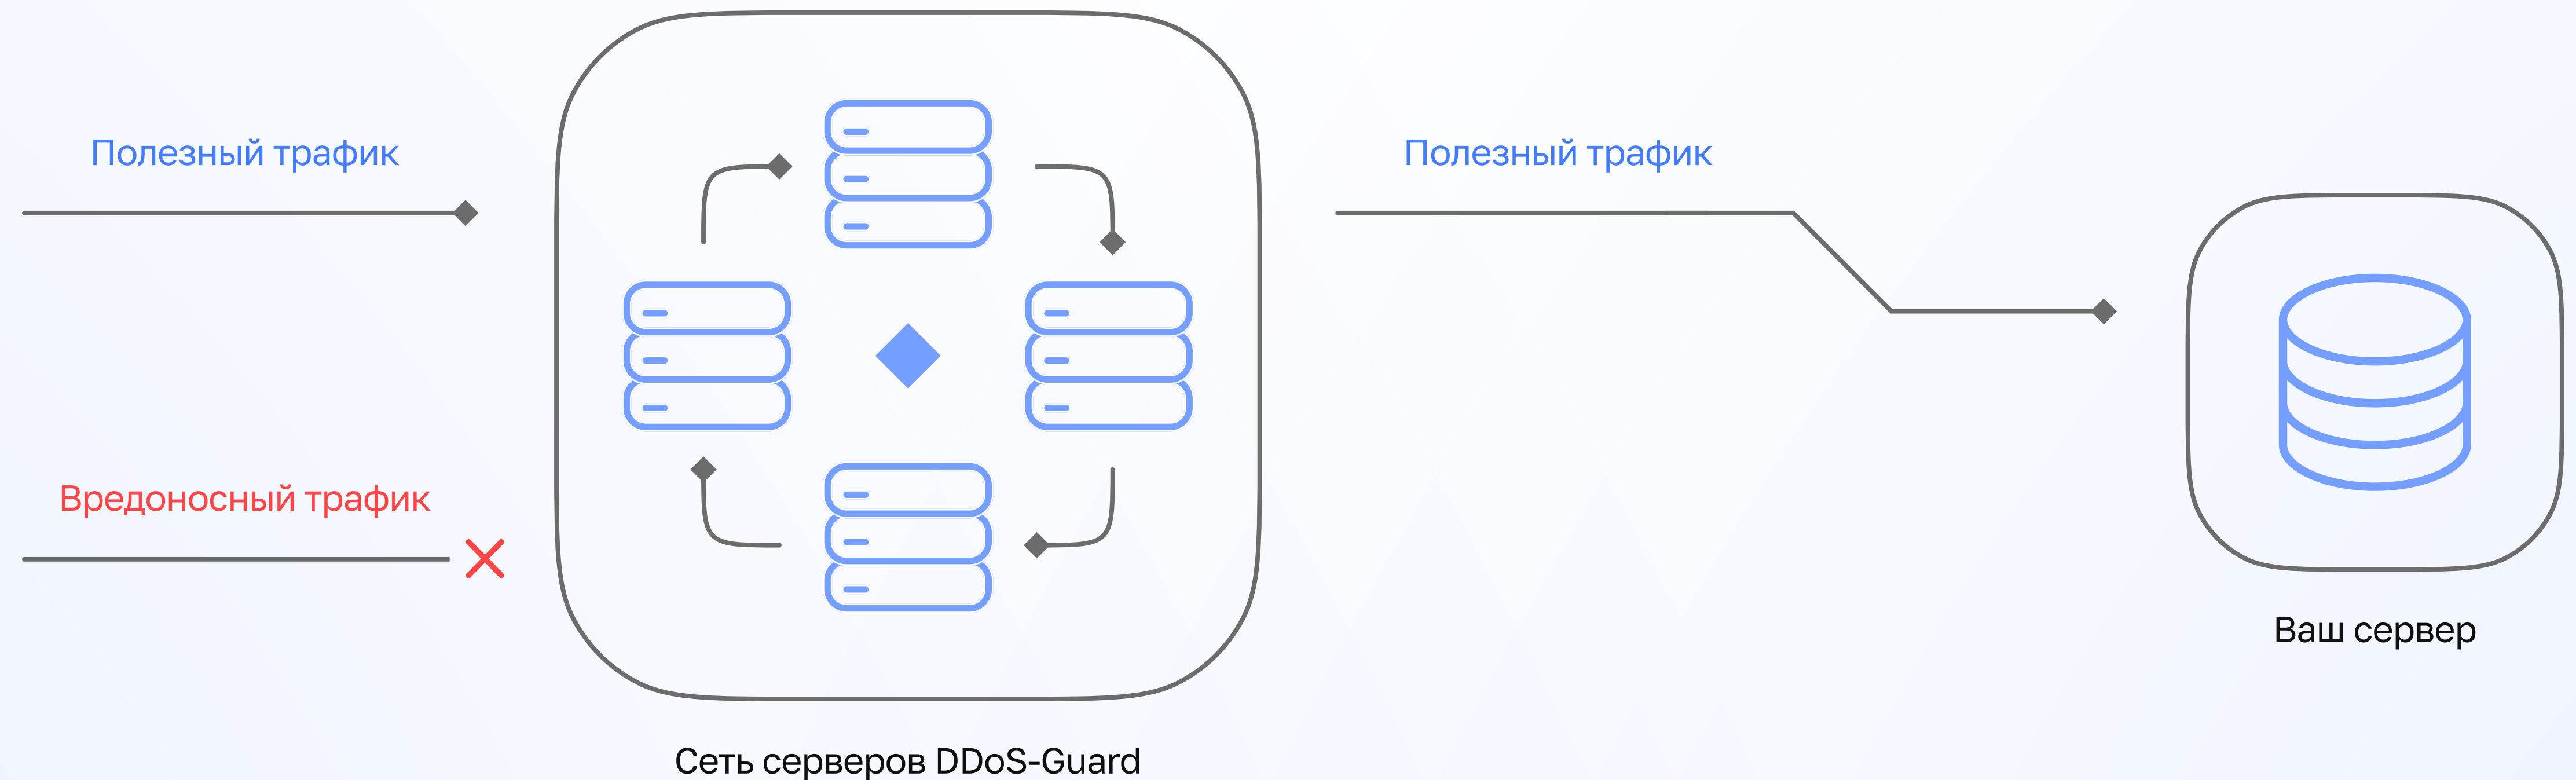 Полезный трафик
Полезный трафик
Вредоносный трафик
Ваш сервер
Сеть серверов DDoS-Guard